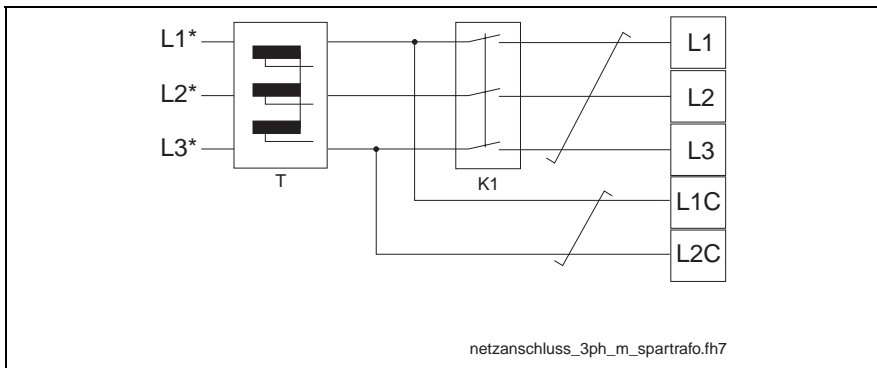 L1*
L1
L2*
L2
L3*
L3
T
K1
L1C
L2C
netzanschluss_3ph_m_spartrafo.fh7